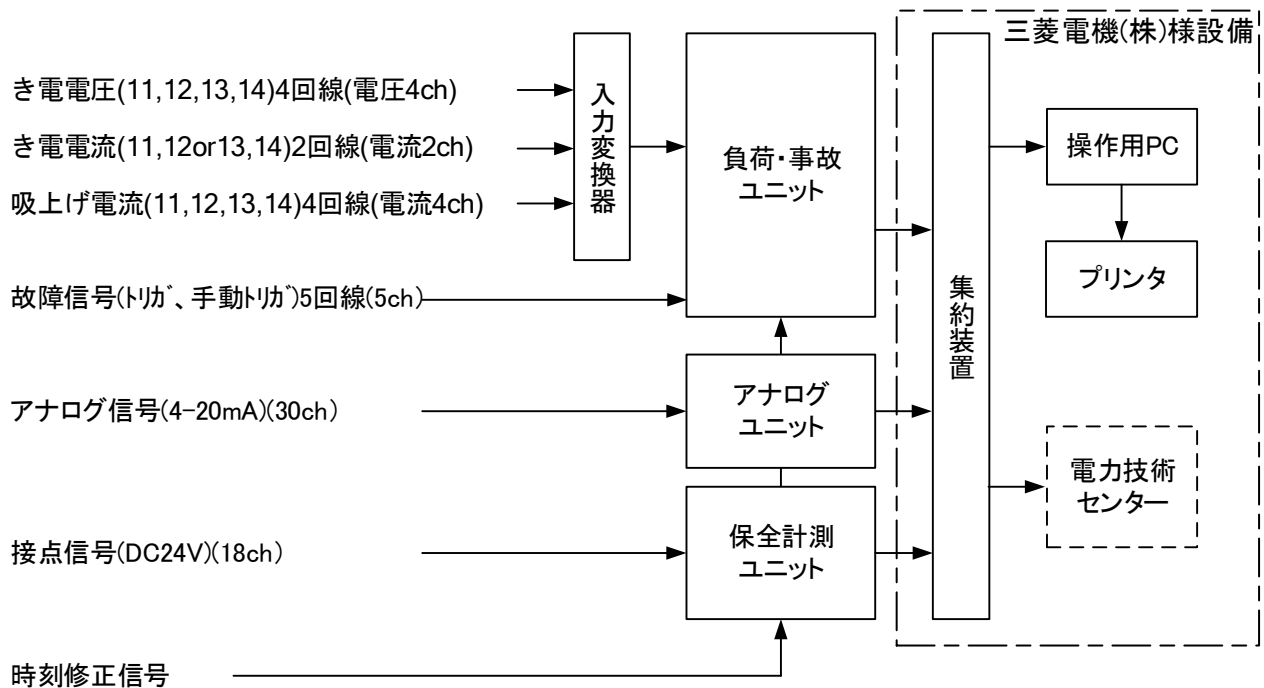 三菱電機(株)様設備
き電電圧(11,12,13,14)4回線(電圧4ch)
き電電流(11,12or13,14)2回線(電流2ch)
吸上げ電流(11,12,13,14)4回線(電流4ch)
入力変換器
負荷・事故
ユニット
操作用PC
プリンタ
故障信号(ﾄﾘｶﾞ、手動ﾄﾘｶﾞ)5回線(5ch)
集約装置
アナログ信号(4-20mA)(30ch)
アナログ
ユニット
電力技術
センター
接点信号(DC24V)(18ch)
保全計測
ユニット
時刻修正信号